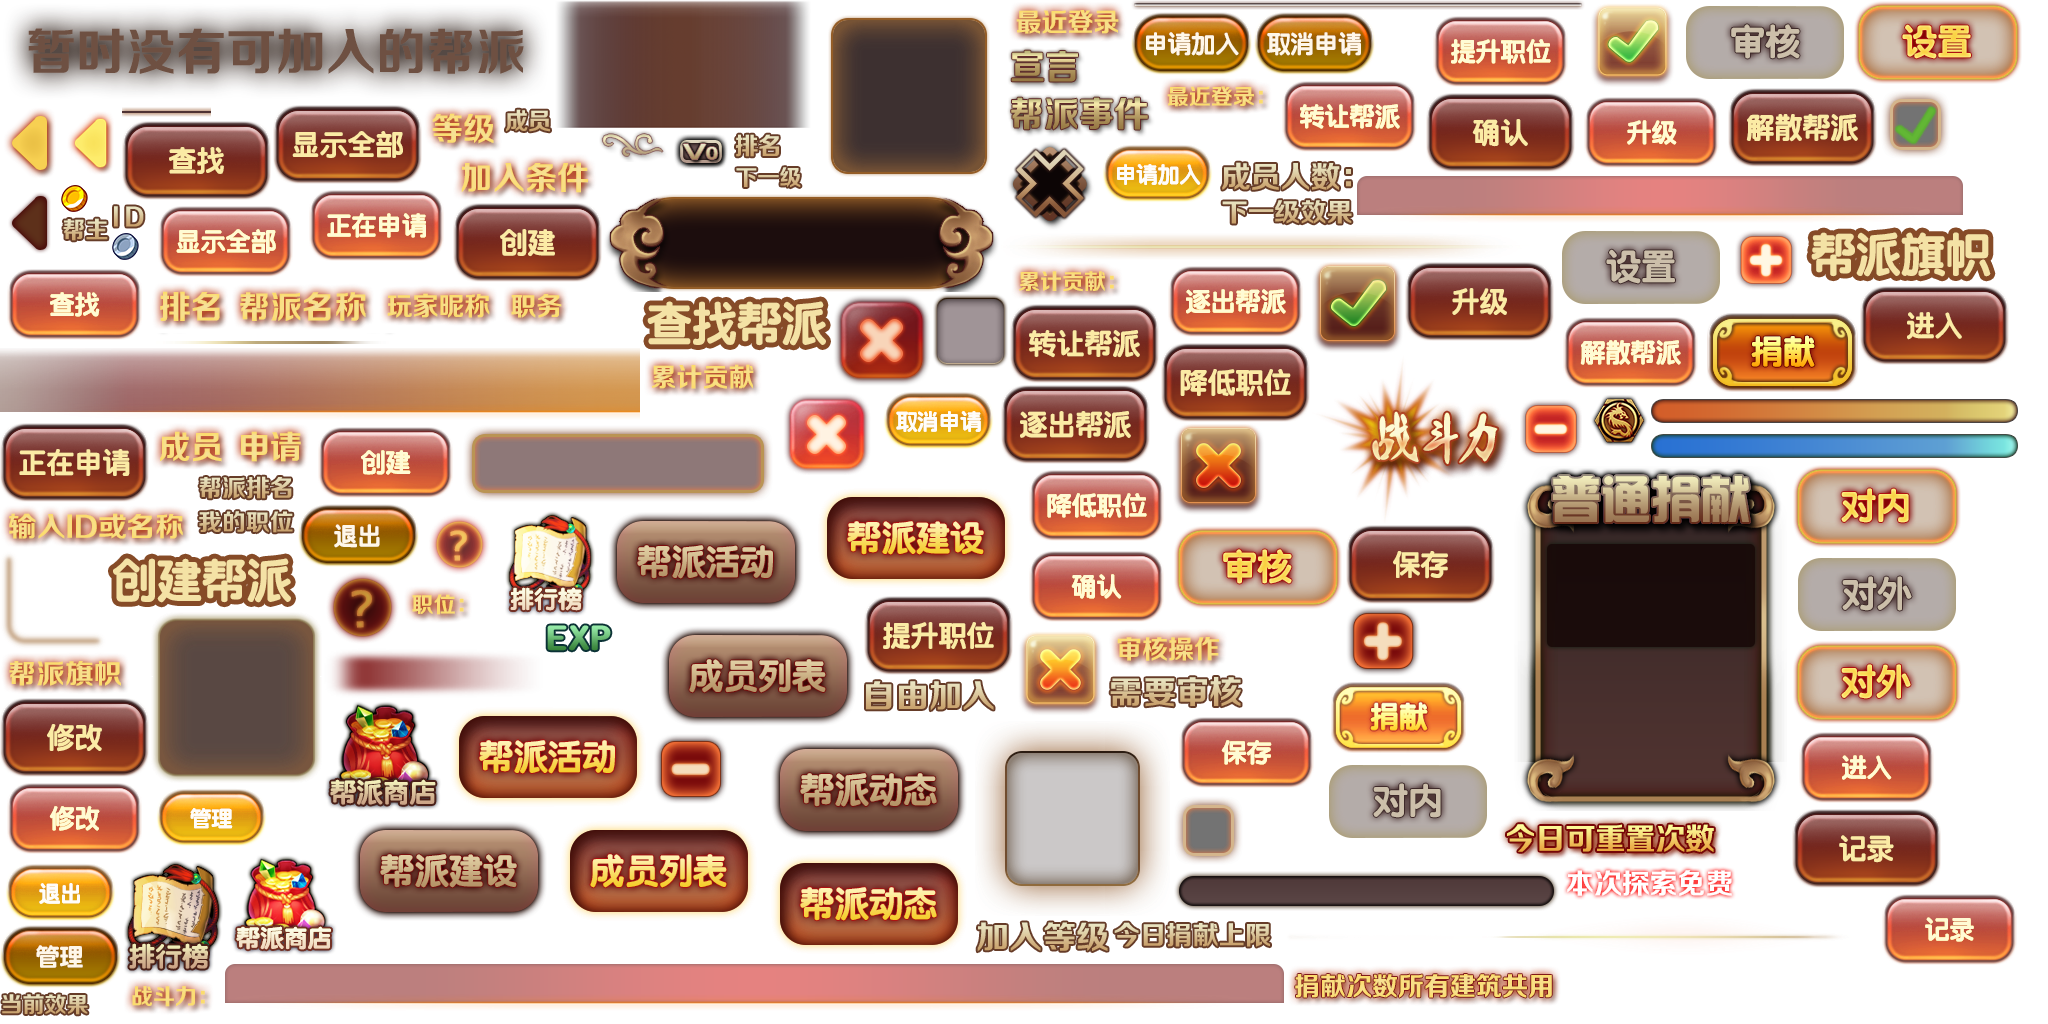 暂时没有可加入的帮派
最近登录
申请加入
取消申请
提升职位
审核
设置
宣言
帮派事件
最近登录：
转让帮派
确认
升级
解散帮派
查找
显示全部
等级
成员
加入条件
V0
排名
下一级
申请加入
成员人数：
下一级效果
帮主
ID
显示全部
正在申请
创建
设置
帮派旗帜
查找
排名
帮派名称
玩家昵称
职务
查找帮派
累计贡献：
逐出帮派
升级
转让帮派
解散帮派
捐献
进入
累计贡献
降低职位
取消申请
逐出帮派
战斗力
正在申请
成员
申请
创建
帮派排名
我的职位
输入ID或名称
退出
?
排行榜
帮派活动
帮派建设
降低职位
普通捐献
对内
创建帮派
?
职位：
EXP
确认
审核
保存
对外
帮派旗帜
成员列表
提升职位
自由加入
审核操作
需要审核
对外
修改
帮派商店
帮派活动
保存
捐献
进入
修改
管理
帮派动态
对内
今日可重置次数
记录
退出
排行榜
帮派商店
帮派建设
成员列表
帮派动态
本次探索免费
管理
加入等级
今日捐献上限
记录
当前效果
战斗力：
捐献次数所有建筑共用